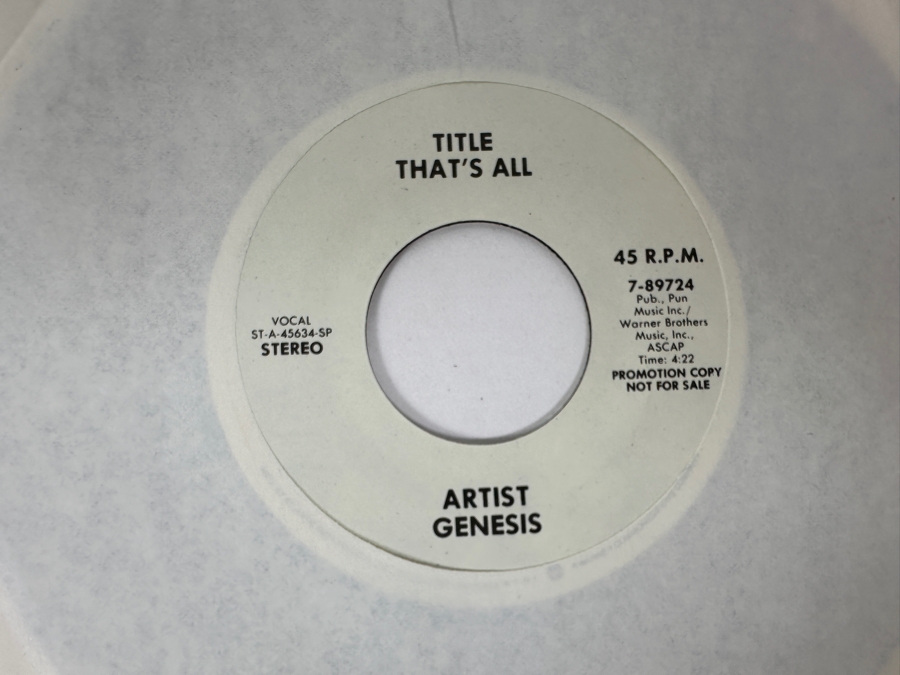 TITLE
THAT'S ALL
45 R.P.M.
7-89724
Pub., Pun
Music Inc./
Warner Brothers
Music, Inc.,
ASCAP
Time: 4:22
PROMOTION COPY
NOT FOR SALE
VOCAL
ST-A-45634-SP
STEREO
ARTIST
GENESIS